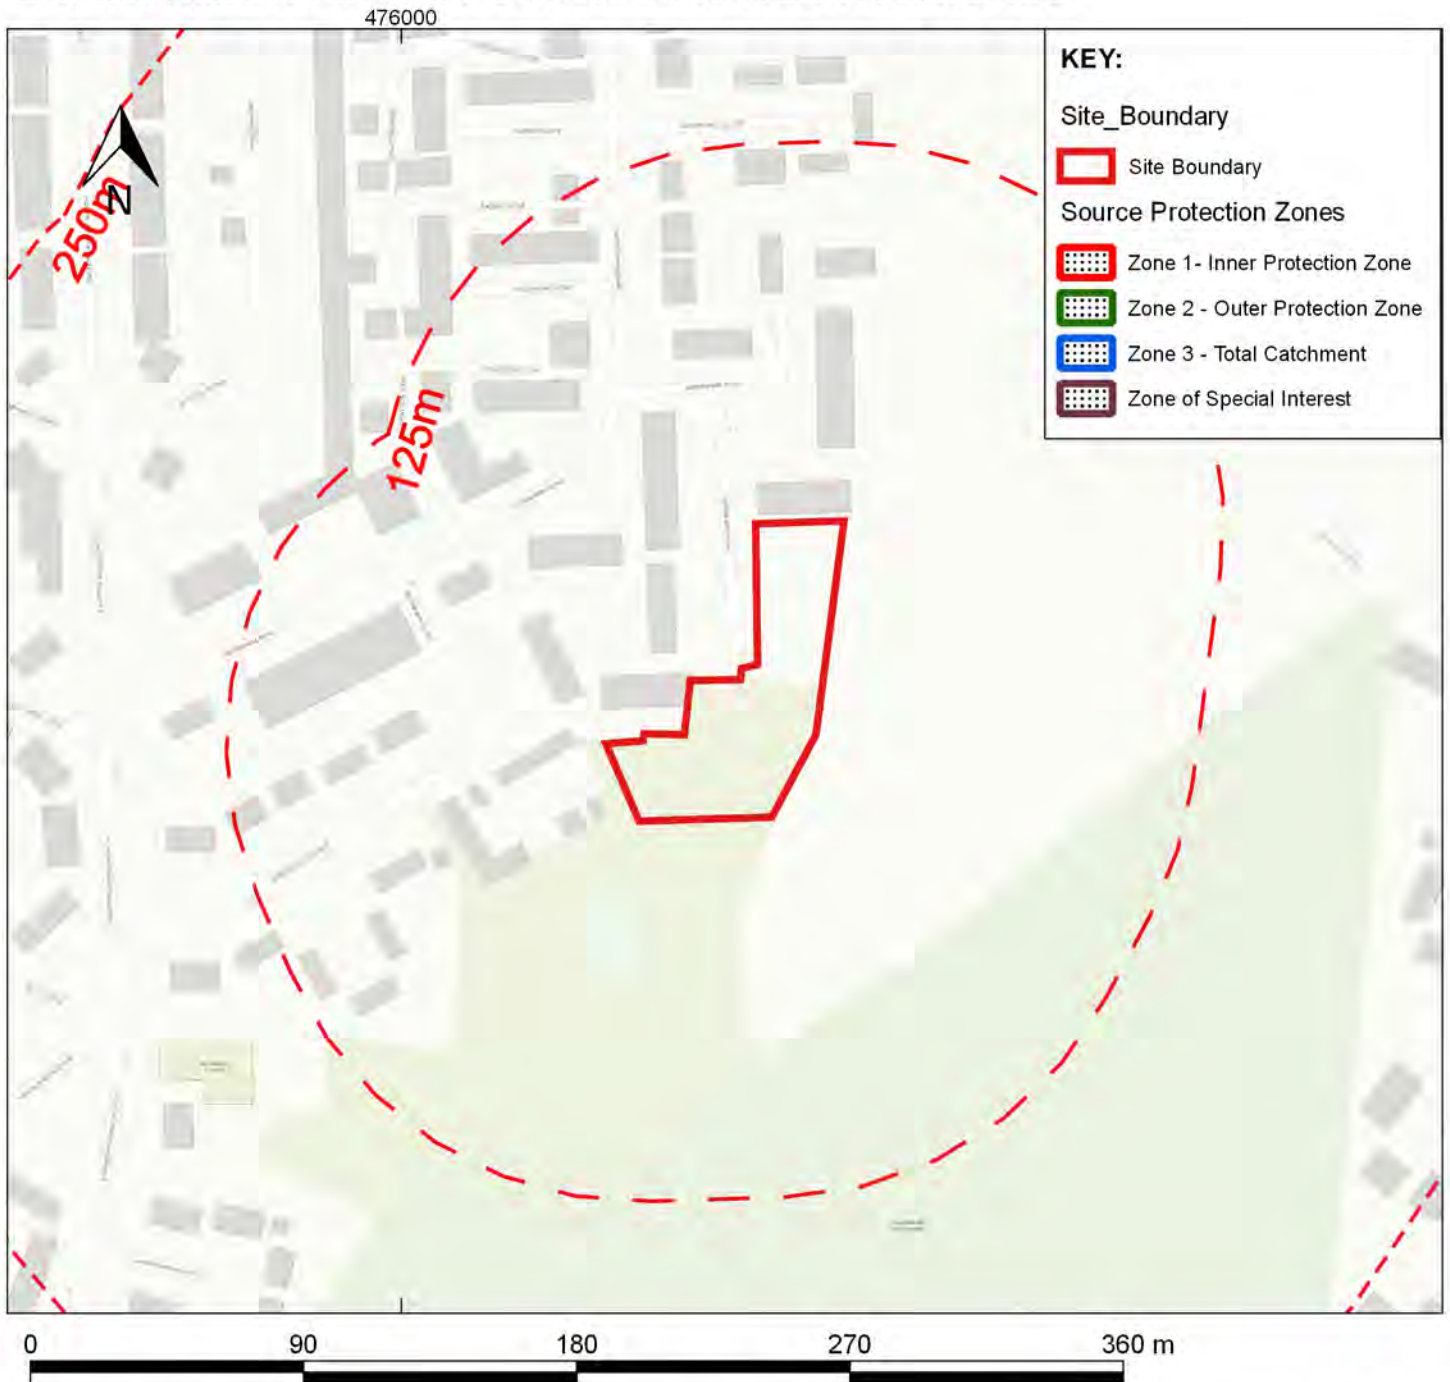 476000
KEY:
Site_Boundary
Site Boundary
Source Protection Zones
Zone 1- Inner Protection Zone
Zone 2 - Outer Protection Zone
Zone 3 - Total Catchment
Zone of Special Interest
N
250m
125m
0 90 180 270 360 m